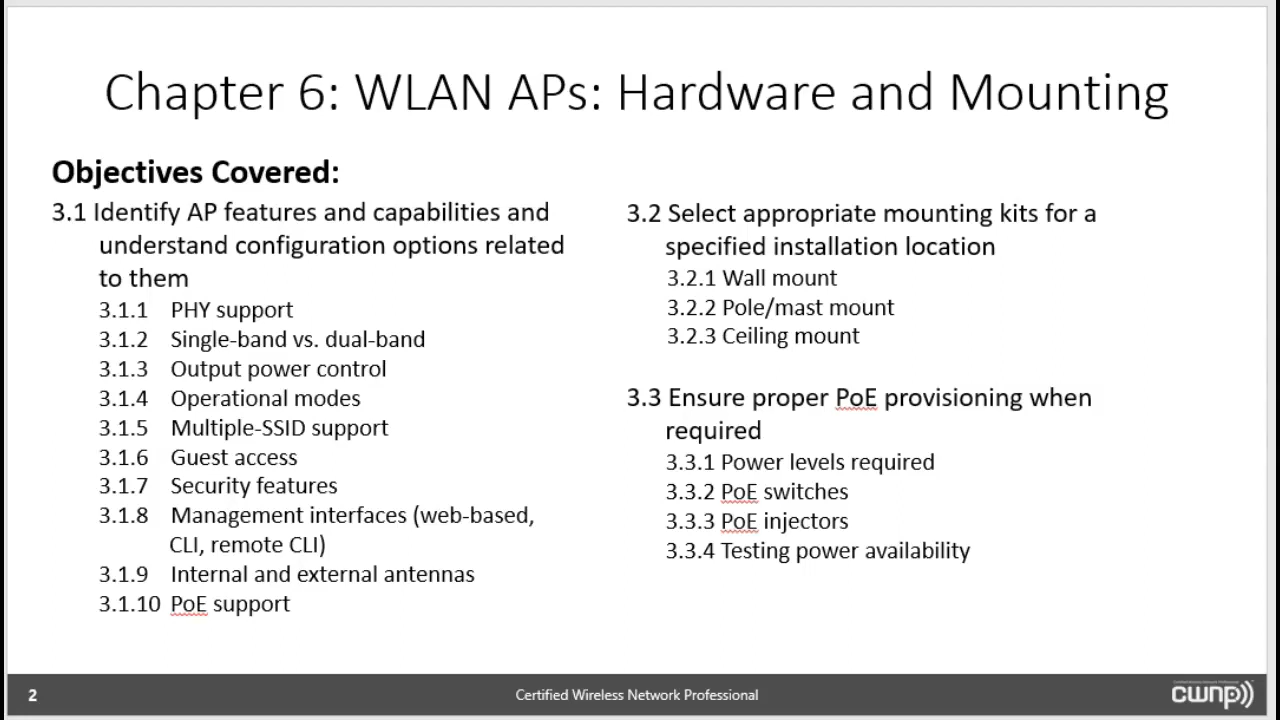 Chapter 6: WLAN APs: Hardware and Mounting
Objectives Covered:
3.1 Identify AP features and capabilities and
understand configuration options related
to them
3.1.1 PHY support
3.1.2 Single-band vs. dual-band
3.1.3 Output power control
3.1.4 Operational modes
3.1.5 Multiple-SSID support
3.1.6 Guest access
3.1.7 Security features
3.1.8 Management interfaces (web-based,
CLI, remote CLI)
3.1.9 Internal and external antennas
3.1.10 PoE support
3.2 Select appropriate mounting kits for a
specified installation location
3.2.1 Wall mount
3.2.2 Pole/mast mount
3.2.3 Ceiling mount
3.3 Ensure proper PoE provisioning when
required
3.3.1 Power levels required
3.3.2 PoE switches
3.3.3 PoE injectors
3.3.4 Testing power availability
2
Certified Wireless Network Professional
cwnp